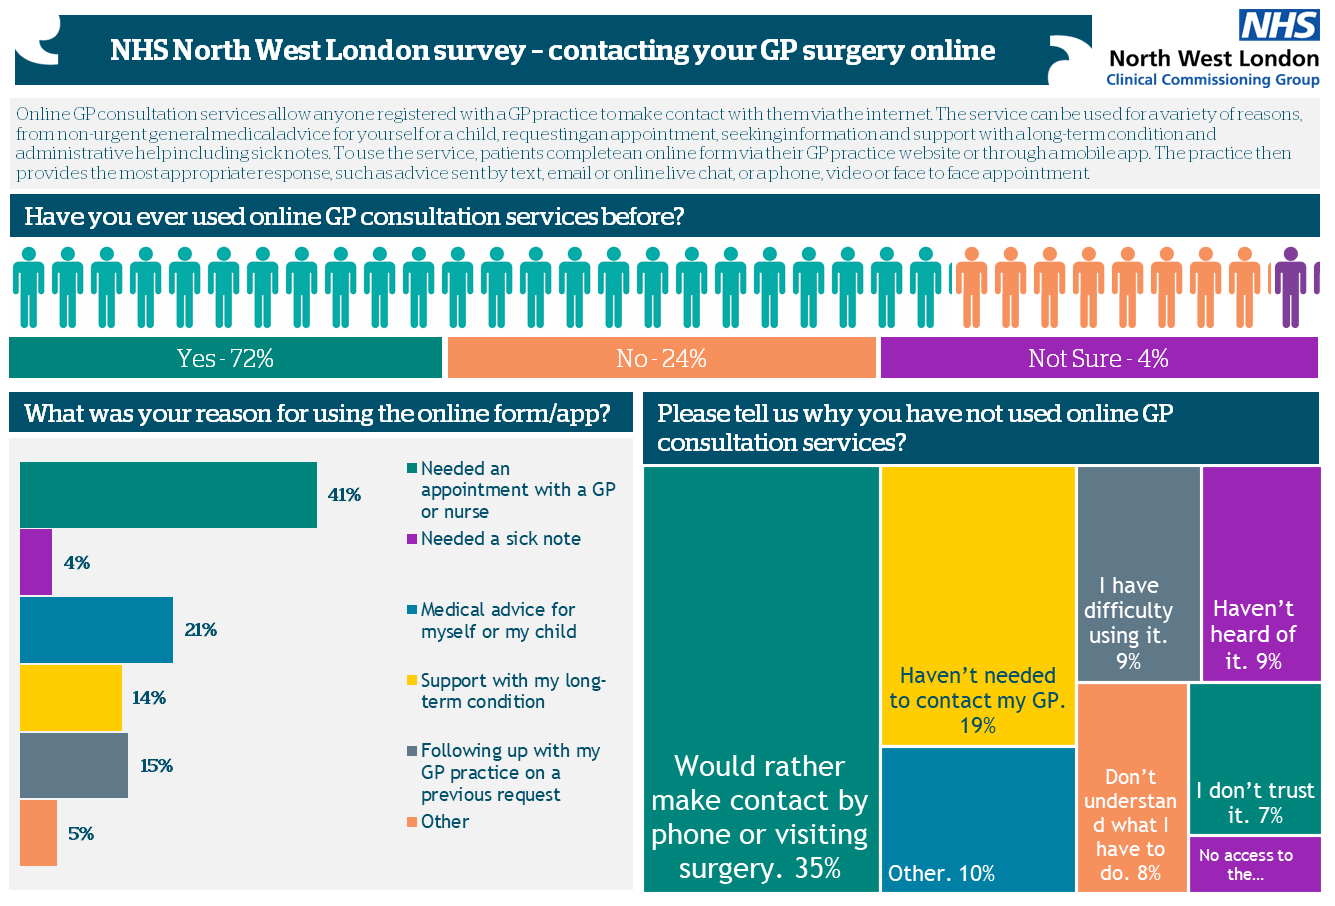 NHS North West London survey – contacting your GP surgery online
NHS
North West London
Clinical Commissioning Group
Online GP consultation services allow anyone registered with a GP practice to make contact with them via the internet. The service can be used for a variety of reasons,
from non-urgent general medical advice for yourself or a child, requesting an appointment, seeking information and support with a long-term condition and
administrative help including sick notes. To use the service, patients complete an online form via their GP practice website or through a mobile app. The practice then
provides the most appropriate response, such as advice sent by text, email or online live chat, or a phone, video or face to face appointment.
Have you ever used online GP consultation services before?
Yes - 72%
No - 24%
Not Sure - 4%
What was your reason for using the online form/app?
41%
4%
21%
14%
15%
5%
Needed an
appointment with a GP
or nurse
Needed a sick note
Medical advice for
myself or my child
Support with my long-
term condition
Following up with my
GP practice on a
previous request
Other
Please tell us why you have not used online GP
consultation services?
Would rather
make contact by
phone or visiting
surgery. 35%
Haven't needed
to contact my GP.
19%
Other. 10%
I have
difficulty
using it.
9%
Haven't
heard of
it. 9%
Don't
understan
d what I
have to
do. 8%
I don't trust
it. 7%
No access to
the...